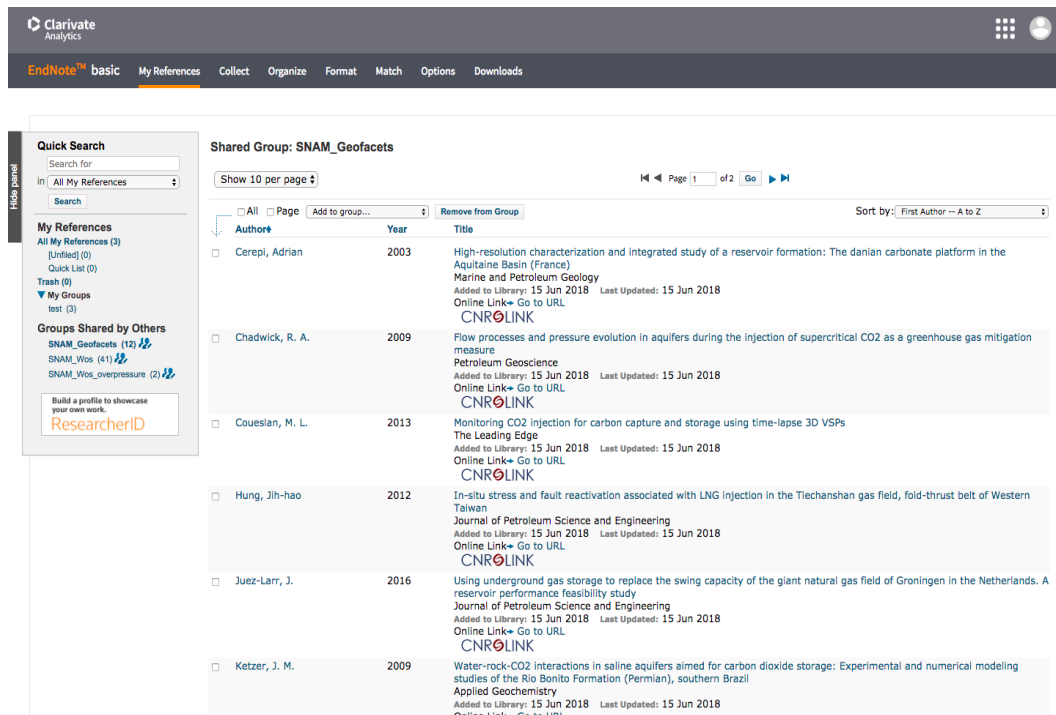 Clarivate
Analytics
EndNote™ basic My References Collect Organize Format Match Options Downloads
Hide panel
Quick Search
Search for
in All My References
Search
My References
All My References (3)
[Unfiled] (0)
Quick List (0)
Trash (0)
▼ My Groups
test (3)
Groups Shared by Others
SNAM_Geofacets (12)
SNAM_Wos (41)
SNAM_Wos_overpressure (2)
Build a profile to showcase
your own work.
ResearcherID
Shared Group: SNAM_Geofacets
Show 10 per page
Page 1 of 2 Go
All Page Add to group... Remove from Group Sort by: First Author -- A to Z
Author Year Title
Cerepi, Adrian 2003 High-resolution characterization and integrated study of a reservoir formation: The danian carbonate platform in the
Aquitaine Basin (France)
Marine and Petroleum Geology
Added to Library: 15 Jun 2018 Last Updated: 15 Jun 2018
Online Link➔ Go to URL
CNRSLINK
Chadwick, R. A. 2009 Flow processes and pressure evolution in aquifers during the injection of supercritical CO2 as a greenhouse gas mitigation
measure
Petroleum Geoscience
Added to Library: 15 Jun 2018 Last Updated: 15 Jun 2018
Online Link➔ Go to URL
CNRSLINK
Coueslan, M. L. 2013 Monitoring CO2 injection for carbon capture and storage using time-lapse 3D VSPs
The Leading Edge
Added to Library: 15 Jun 2018 Last Updated: 15 Jun 2018
Online Link➔ Go to URL
CNRSLINK
Hung, Jih-hao 2012 In-situ stress and fault reactivation associated with LNG injection in the Tiechanshan gas field, fold-thrust belt of Western
Taiwan
Journal of Petroleum Science and Engineering
Added to Library: 15 Jun 2018 Last Updated: 15 Jun 2018
Online Link➔ Go to URL
CNRSLINK
Juez-Larr, J. 2016 Using underground gas storage to replace the swing capacity of the giant natural gas field of Groningen in the Netherlands. A
reservoir performance feasibility study
Journal of Petroleum Science and Engineering
Added to Library: 15 Jun 2018 Last Updated: 15 Jun 2018
Online Link➔ Go to URL
CNRSLINK
Ketzer, J. M. 2009 Water-rock-CO2 interactions in saline aquifers aimed for carbon dioxide storage: Experimental and numerical modeling
studies of the Rio Bonito Formation (Permian), southern Brazil
Applied Geochemistry
Added to Library: 15 Jun 2018 Last Updated: 15 Jun 2018
Online Link➔ Go to URL